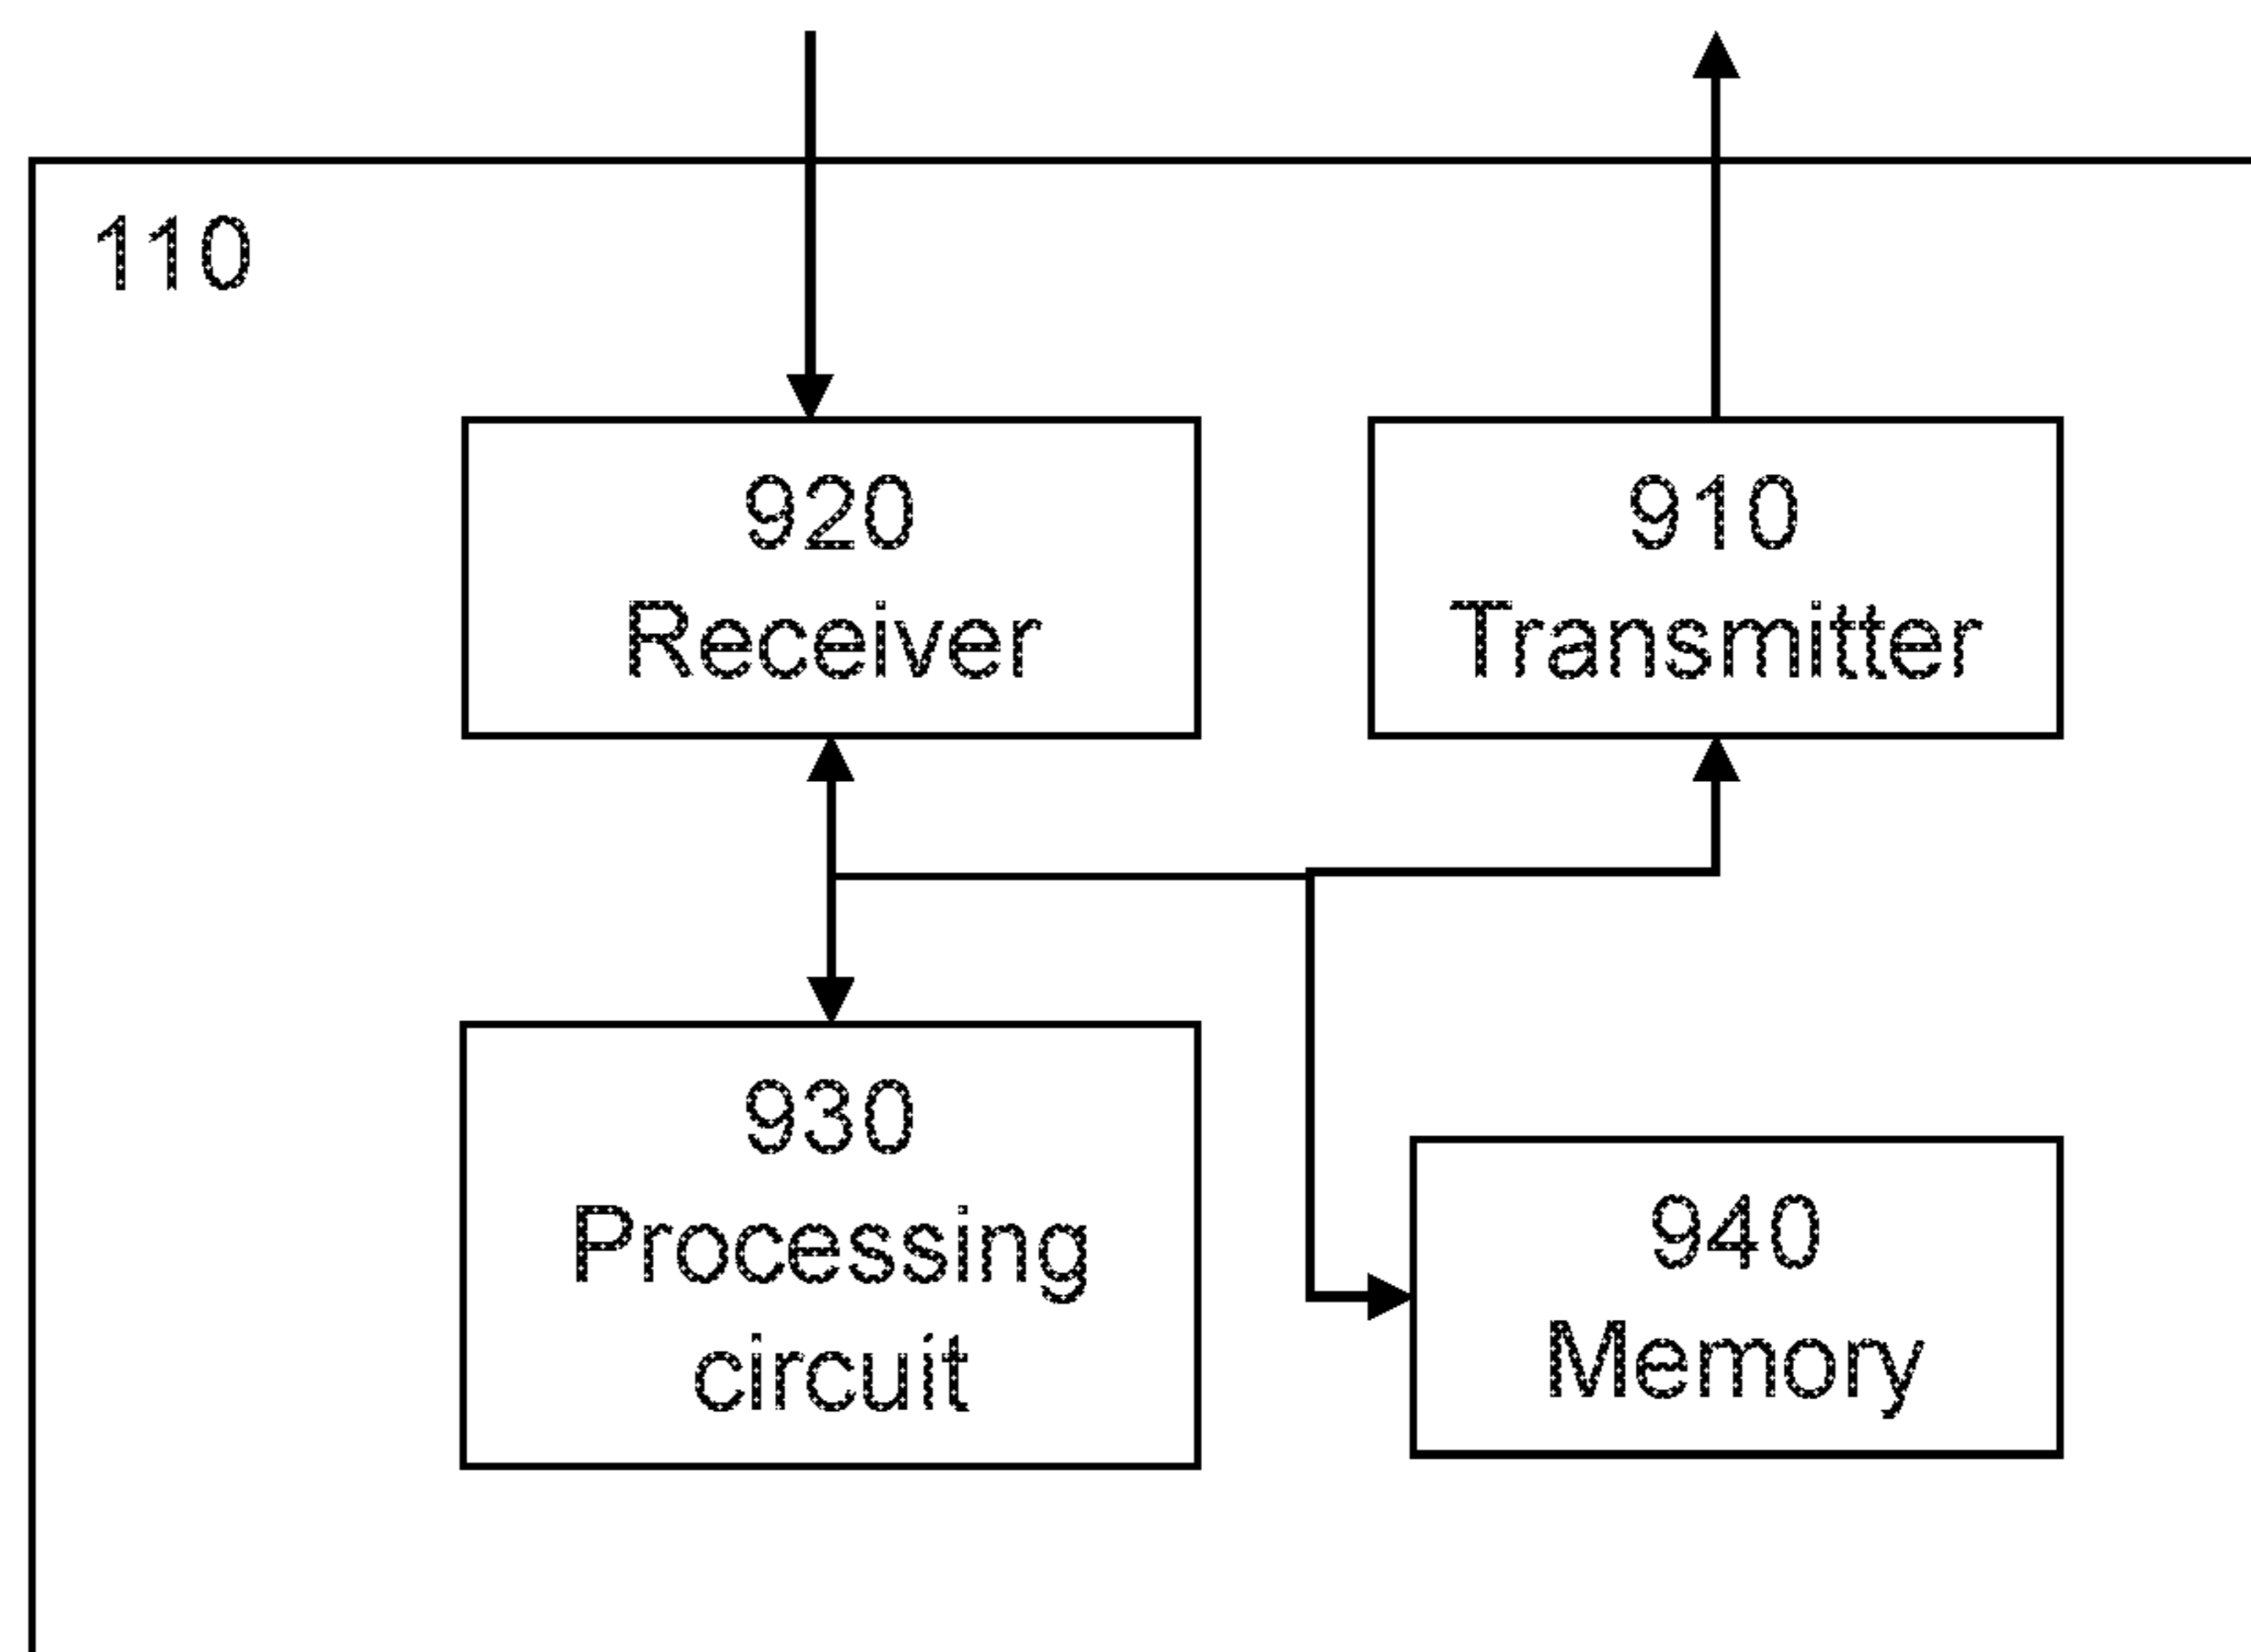 110
920
Receiver
910
Transmitter
930
Processing
circuit
940
Memory